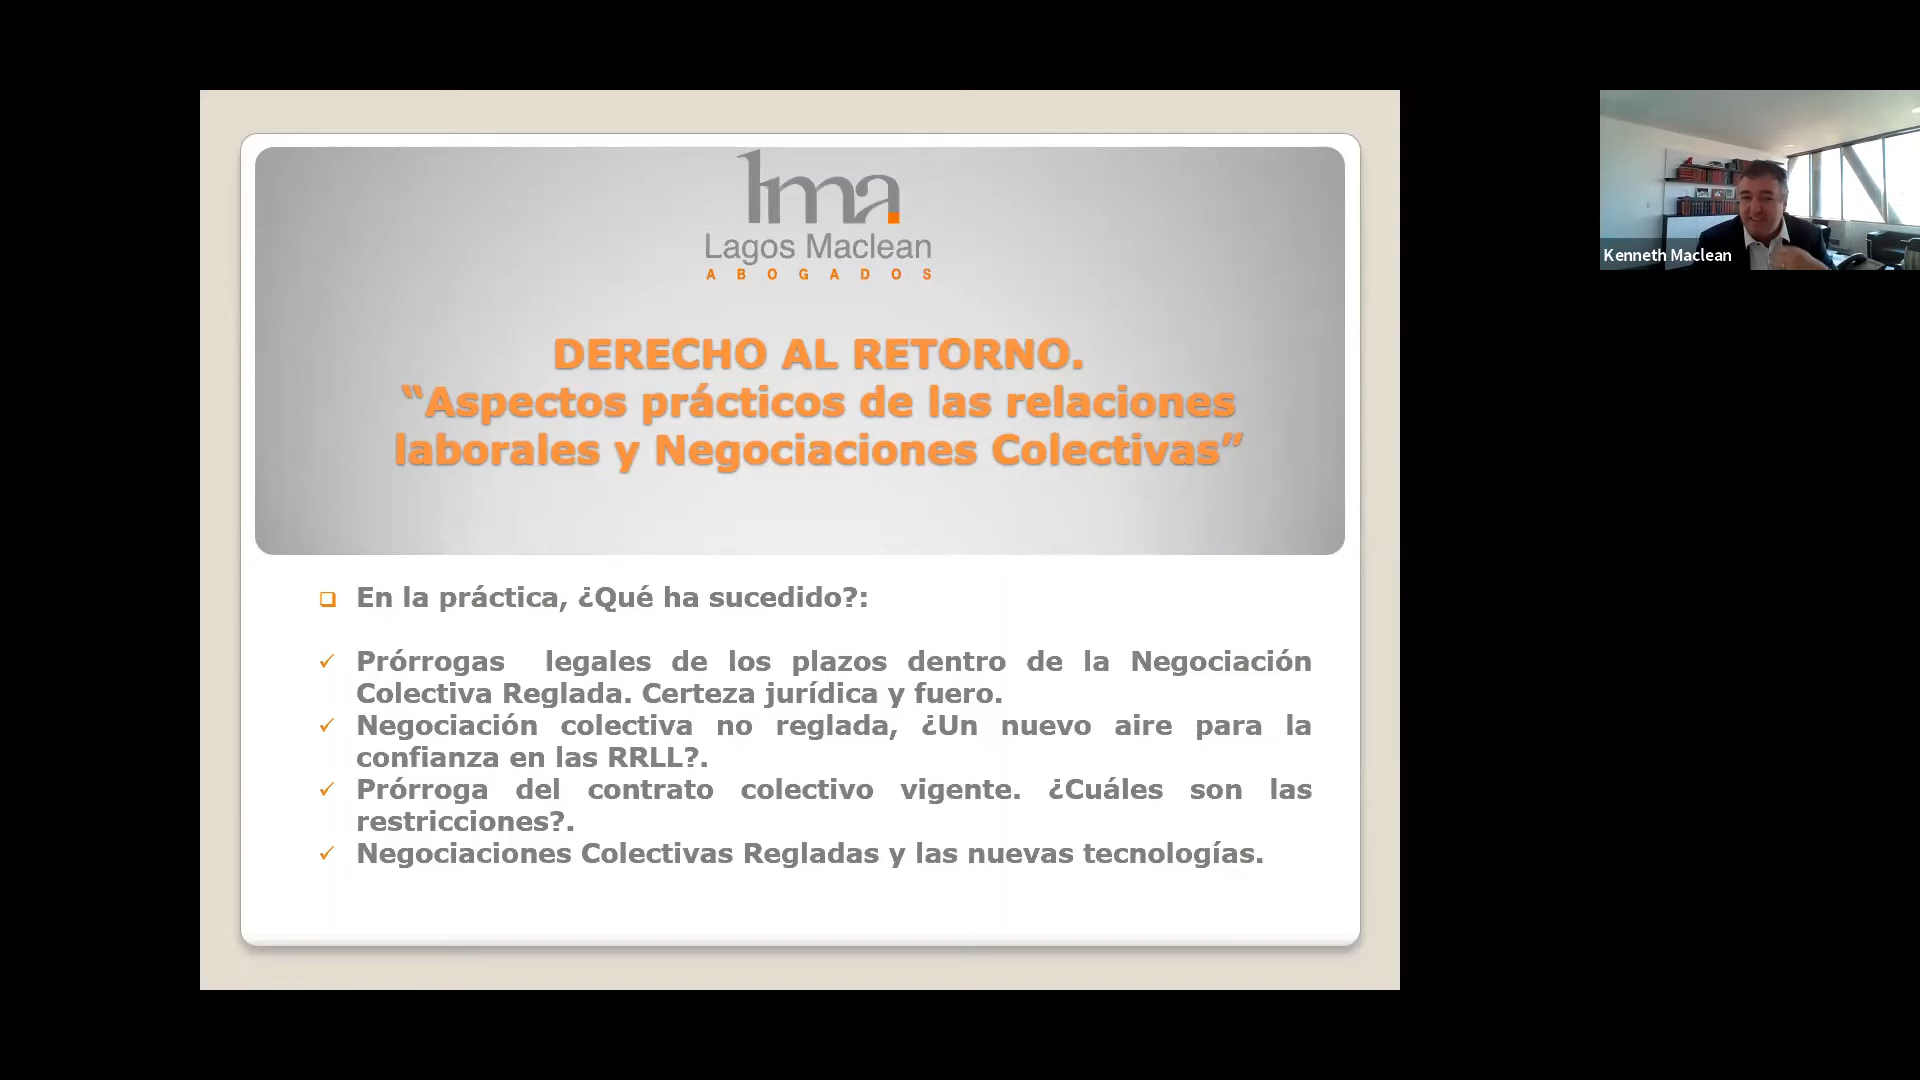 lma
Lagos Maclean
ABOGADOS
DERECHO AL RETORNO.
“Aspectos prácticos de las relaciones
laborales y Negociaciones Colectivas”
En la práctica, ¿Qué ha sucedido?:
Prórrogas legales de los plazos dentro de la Negociación
Colectiva Reglada. Certeza jurídica y fuero.
Negociación colectiva no reglada, ¿Un nuevo aire para la
confianza en las RRLL?.
Prórroga del contrato colectivo vigente. ¿Cuáles son las
restricciones?.
Negociaciones Colectivas Regladas y las nuevas tecnologías.
Kenneth Maclean